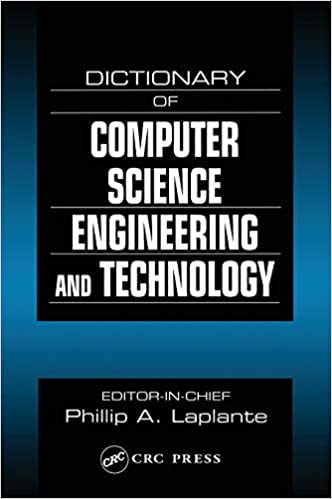 DICTIONARY
OF
COMPUTER
SCIENCE
ENGINEERING
AND TECHNOLOGY
EDITOR-IN-CHIEF
Phillip A. Laplante
CRC
CRC PRESS